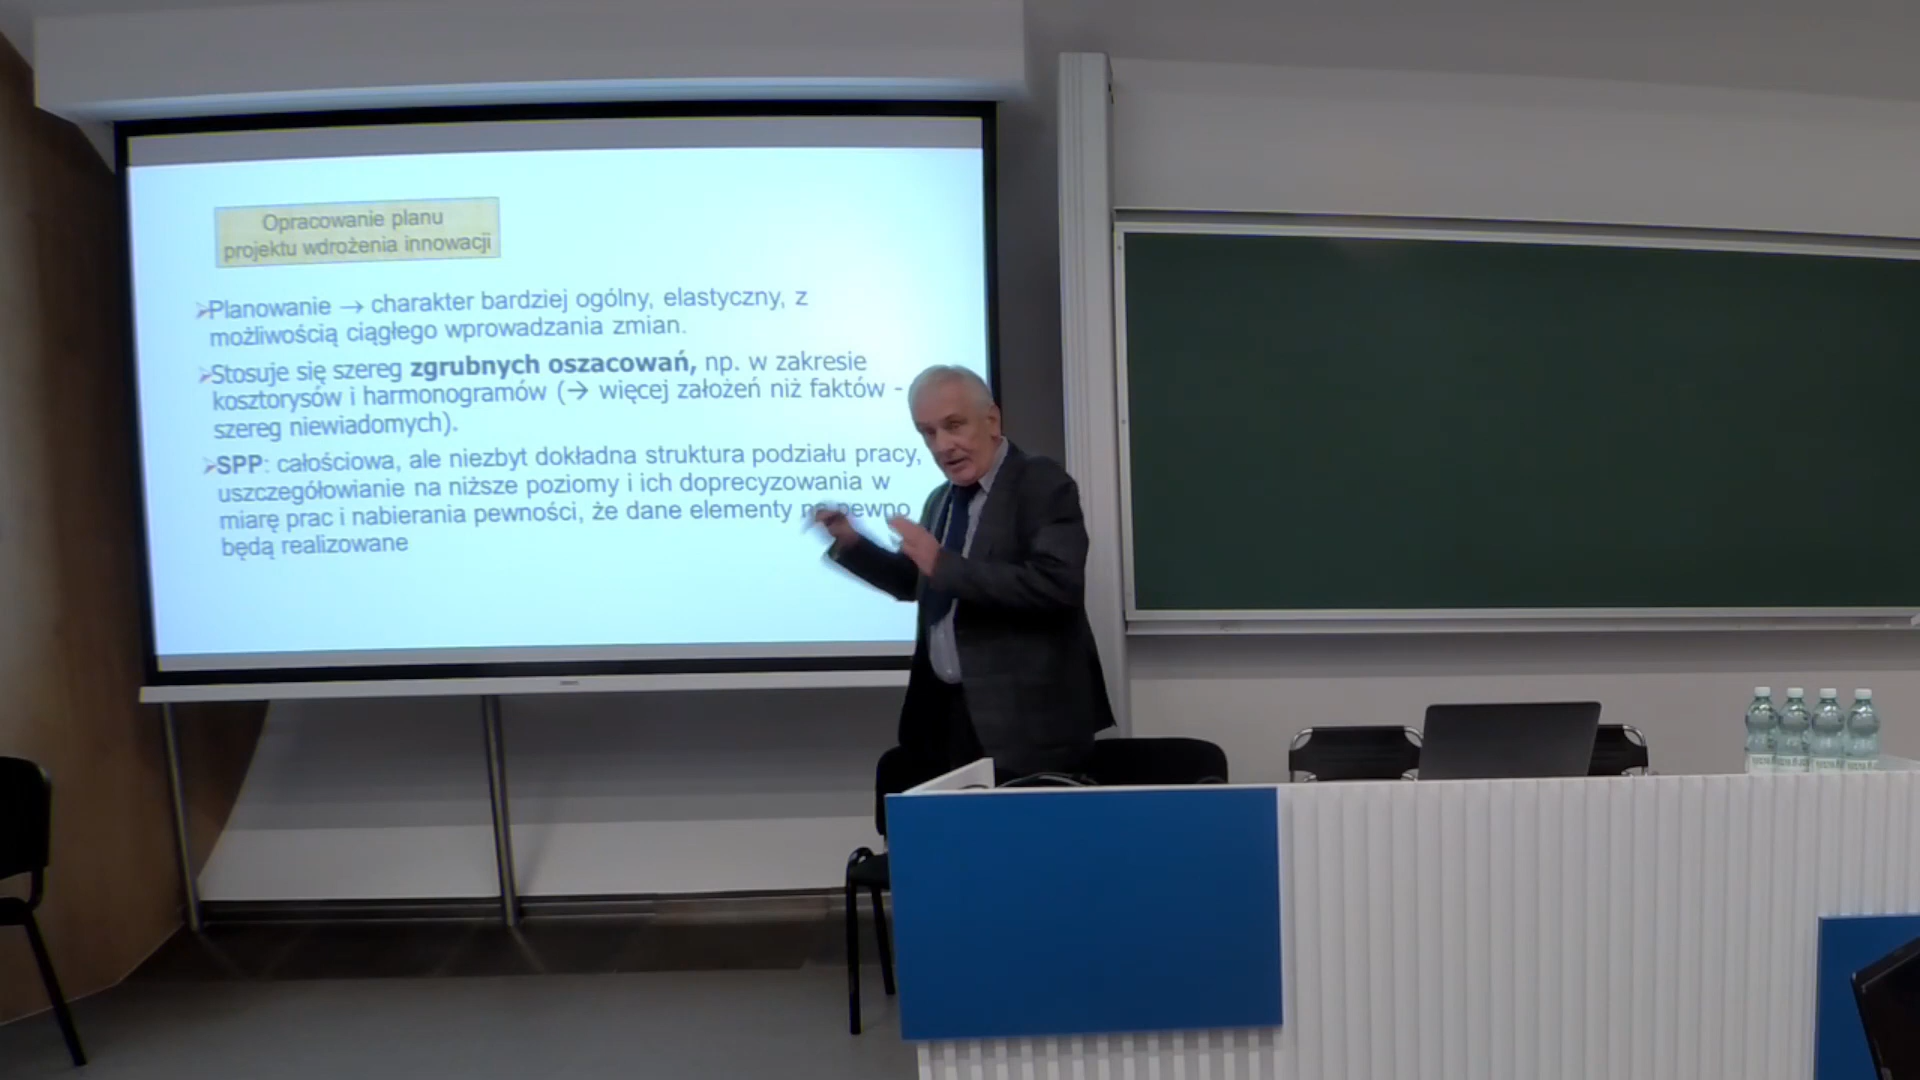 Opracowanie planu
projektu wdrożenia innowacji
➢Planowanie → charakter bardziej ogólny, elastyczny, z
możliwością ciągłego wprowadzania zmian.
➢Stosuje się szereg zgrubnych oszacowań, np. w zakresie
kosztorysów i harmonogramów (→ więcej założeń niż faktów -
szereg niewiadomych).
➢SPP: całościowa, ale niezbyt dokładna struktura podziału pracy,
uszczegółowianie na niższe poziomy i ich doprecyzowania w
miarę prac i nabierania pewności, że dane elementy na pewno
będą realizowane